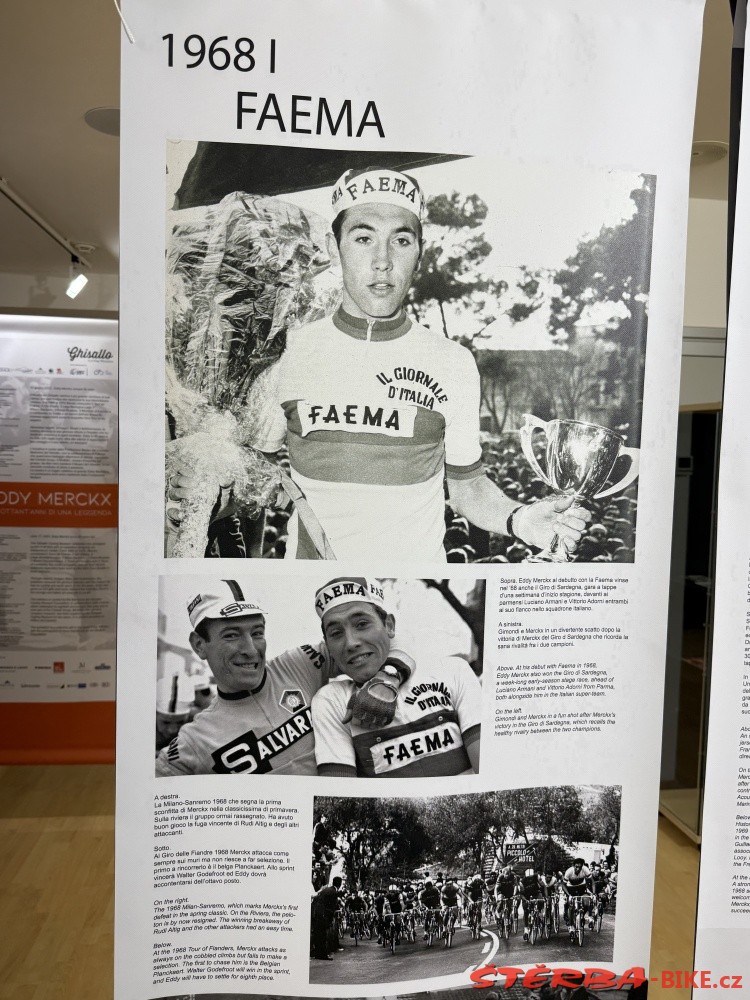 1968 I
FAEMA
FAEMA
IL GIORNALE
D'ITALIA
FAEMA
Ghisallo
DDY MERCKX
OTTANT'ANNI DI UNA LEGGENDA
Sopra. Eddy Merckx al debutto con la Faema vinse
nel '68 anche il Giro di Sardegna, gara a tappe
d'una settimana d'inizio stagione, davanti ai
parmensi Luciano Armani e Vittorio Adorni entrambi
al suo fianco nello squadrone italiano.
A sinistra.
Gimondi e Merckx in un divertente scatto dopo la
vittoria di Merckx del Giro di Sardegna che ricorda la
sana rivalità fra i due campioni.
Above. At his debut with Faema in 1968,
Eddy Merckx also won the Giro di Sardegna,
a week-long early-season stage race, ahead of
Luciano Armani and Vittorio Adorni from Parma,
both alongside him in the Italian super-team.
On the left.
Gimondi and Merckx in a fun shot after Merckx's
victory in the Giro di Sardegna, which recalls the
healthy rivalry between the two champions.
FAEMA
SALVAR
IL GIORNALE
D'ITALIA
FAEMA
A destra.
La Milano-Sanremo 1968 che segna la prima
sconfitta di Merckx nella classicissima di primavera.
Sulla riviera il gruppo ormai rassegnato. Ha avuto
buon gioco la fuga vincente di Rudi Altig e degli altri
attaccanti.
Sotto.
Al Giro delle Fiandre 1968 Merckx attacca come
sempre sui muri ma non riesce a far selezione. Il
primo a rincorrerlo è il belga Planckaert. Allo sprint
vincerà Walter Godefroot ed Eddy dovrà
accontentarsi dell'ottavo posto.
On the right.
The 1968 Milan-Sanremo, which marks Merckx's first
defeat in the spring classic. On the Riviera, the pelo-
ton is by now resigned. The winning breakaway of
Rudi Altig and the other attackers had an easy time.
Below.
At the 1968 Tour of Flanders, Merckx attacks as
always on the cobbled climbs but fails to make a
selection. The first to chase him is the Belgian
Planckaert. Walter Godefroot will win in the sprint,
and Eddy will have to settle for eighth place.
PICCOLO
HOTEL
ŠTĚRBA-BIKE.cz